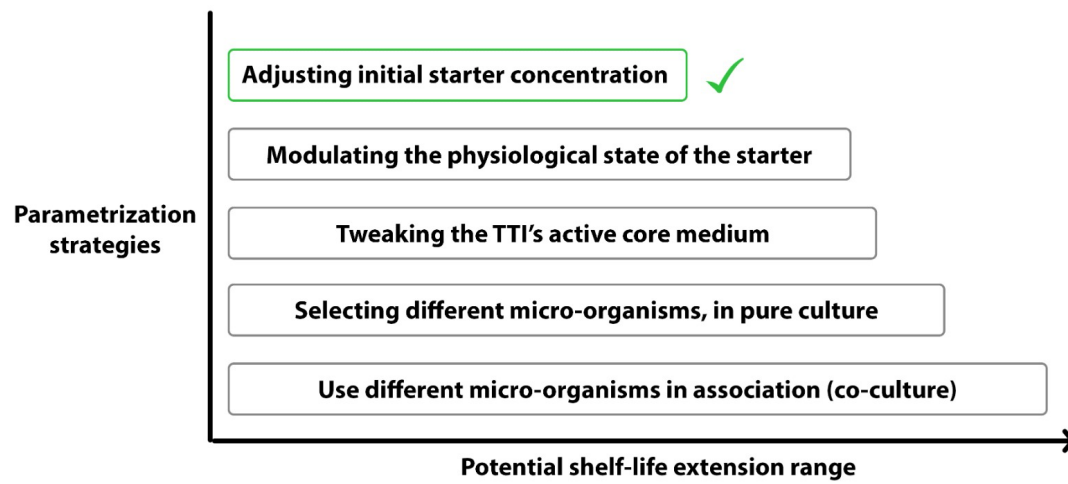 Adjusting initial starter concentration
Modulating the physiological state of the starter
Parametrization
strategies
Tweaking the TTI's active core medium
Selecting different micro-organisms, in pure culture
Use different micro-organisms in association (co-culture)
Potential shelf-life extension range